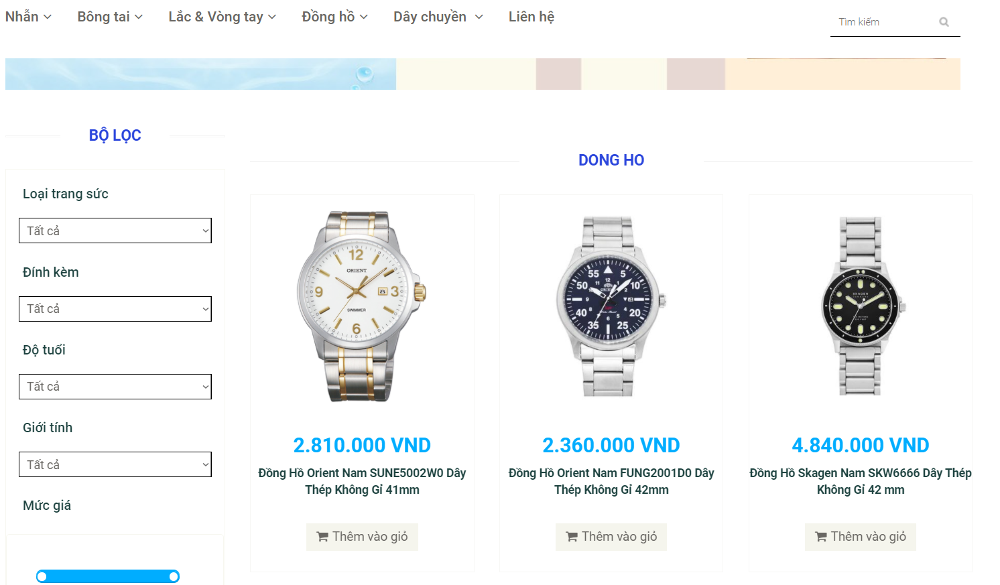 Nhẫn
Bông tai
Lắc & Vòng tay
Đồng hồ
Dây chuyền
Liên hệ
Tìm kiếm
BỘ LỌC
Loại trang sức
Tất cả
Đính kèm
Tất cả
Độ tuổi
Tất cả
Giới tính
Tất cả
Mức giá
DONG HO
12
ORIENT
9
8
3
SWIMMER
6
2.810.000 VND
Đồng Hồ Orient Nam SUNE5002W0 Dây
Thép Không Gỉ 41mm
Thêm vào giỏ
55
5
50
10
ORIENT
40
20
35
25
2.360.000 VND
Đồng Hồ Orient Nam FUNG2001D0 Dây
Thép Không Gỉ 42mm
Thêm vào giỏ
SKAGEN
4.840.000 VND
Đồng Hồ Skagen Nam SKW6666 Dây Thép
Không Gỉ 42 mm
Thêm vào giỏ